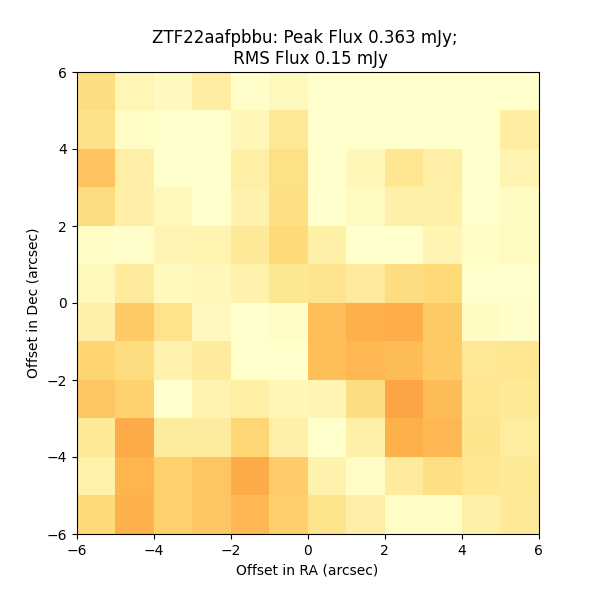 ZTF22aafpbbu: Peak Flux 0.363 mJy;
RMS Flux 0.15 mJy
6
4
2
0
−2
−4
−6
Offset in Dec (arcsec)
−6 −4 −2 0 2 4 6
Offset in RA (arcsec)